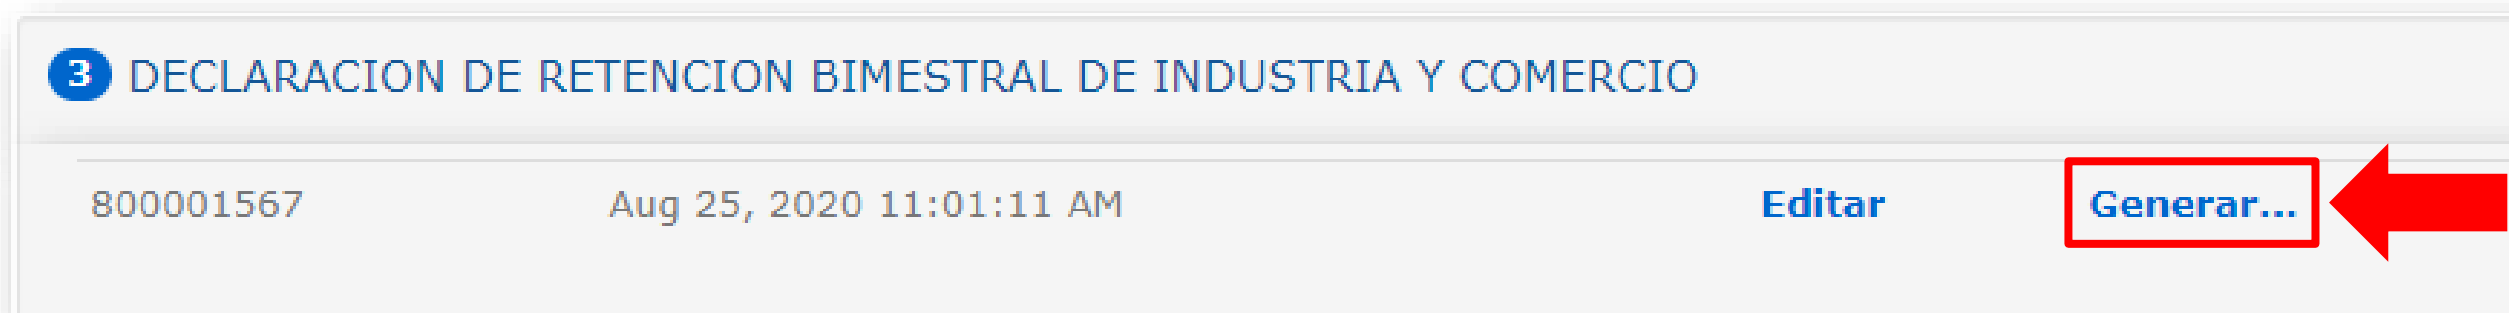 3 DECLARACION DE RETENCION BIMESTRAL DE INDUSTRIA Y COMERCIO
800001567 Aug 25, 2020 11:01:11 AM Editar Generar...